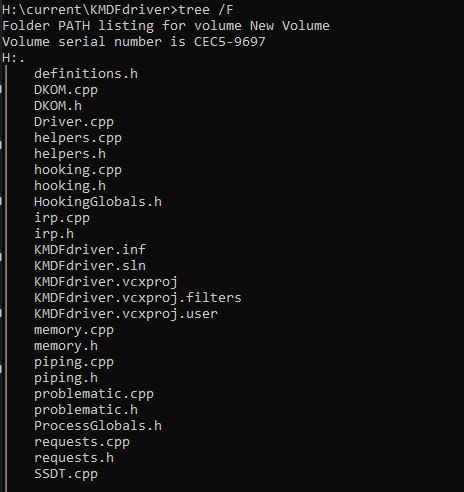 H:\current\KMDFdriver>tree /F
Folder PATH listing for volume New Volume
Volume serial number is CEC5-9697
H:.
definitions.h
DKOM.cpp
DKOM.h
Driver.cpp
helpers.cpp
helpers.h
hooking.cpp
hooking.h
HookingGlobals.h
irp.cpp
irp.h
KMDFdriver.inf
KMDFdriver.sln
KMDFdriver.vcxproj
KMDFdriver.vcxproj.filters
KMDFdriver.vcxproj.user
memory.cpp
memory.h
piping.cpp
piping.h
problematic.cpp
problematic.h
ProcessGlobals.h
requests.cpp
requests.h
SSDT.cpp